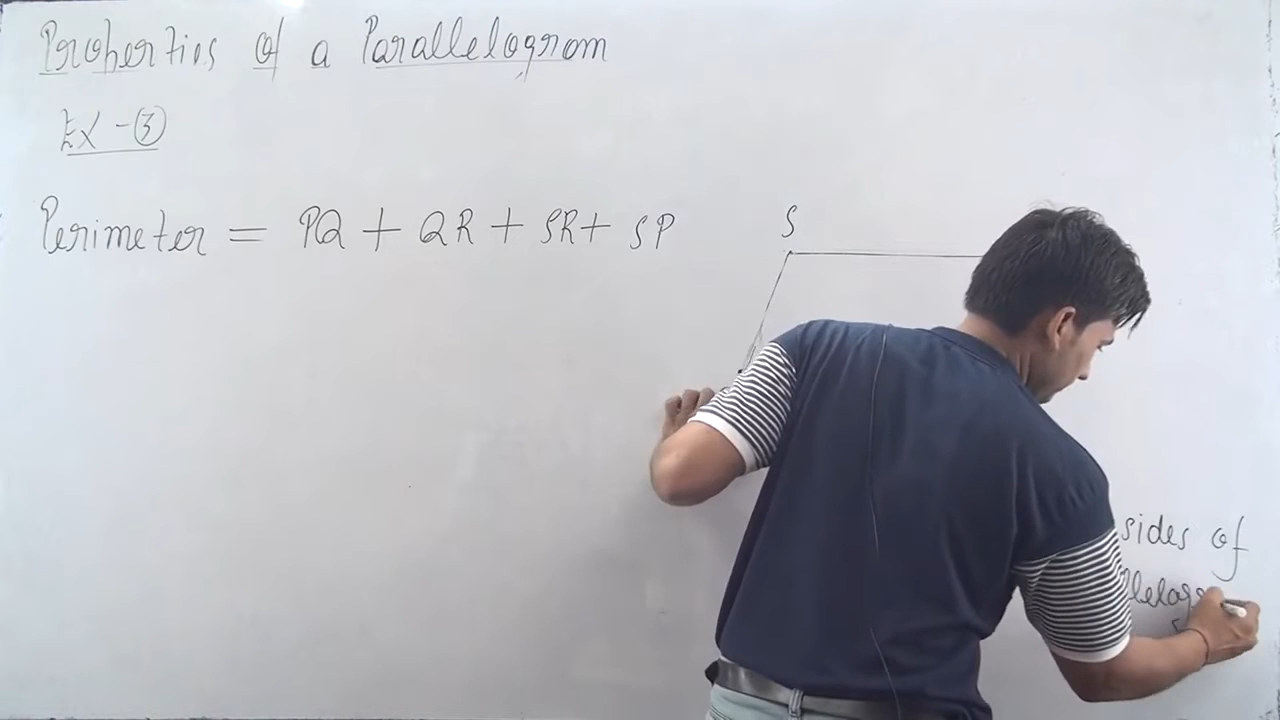 Properties of a Parallelogram
Ex - 3
Perimeter = PQ + QR + SR + SP
S
sides of